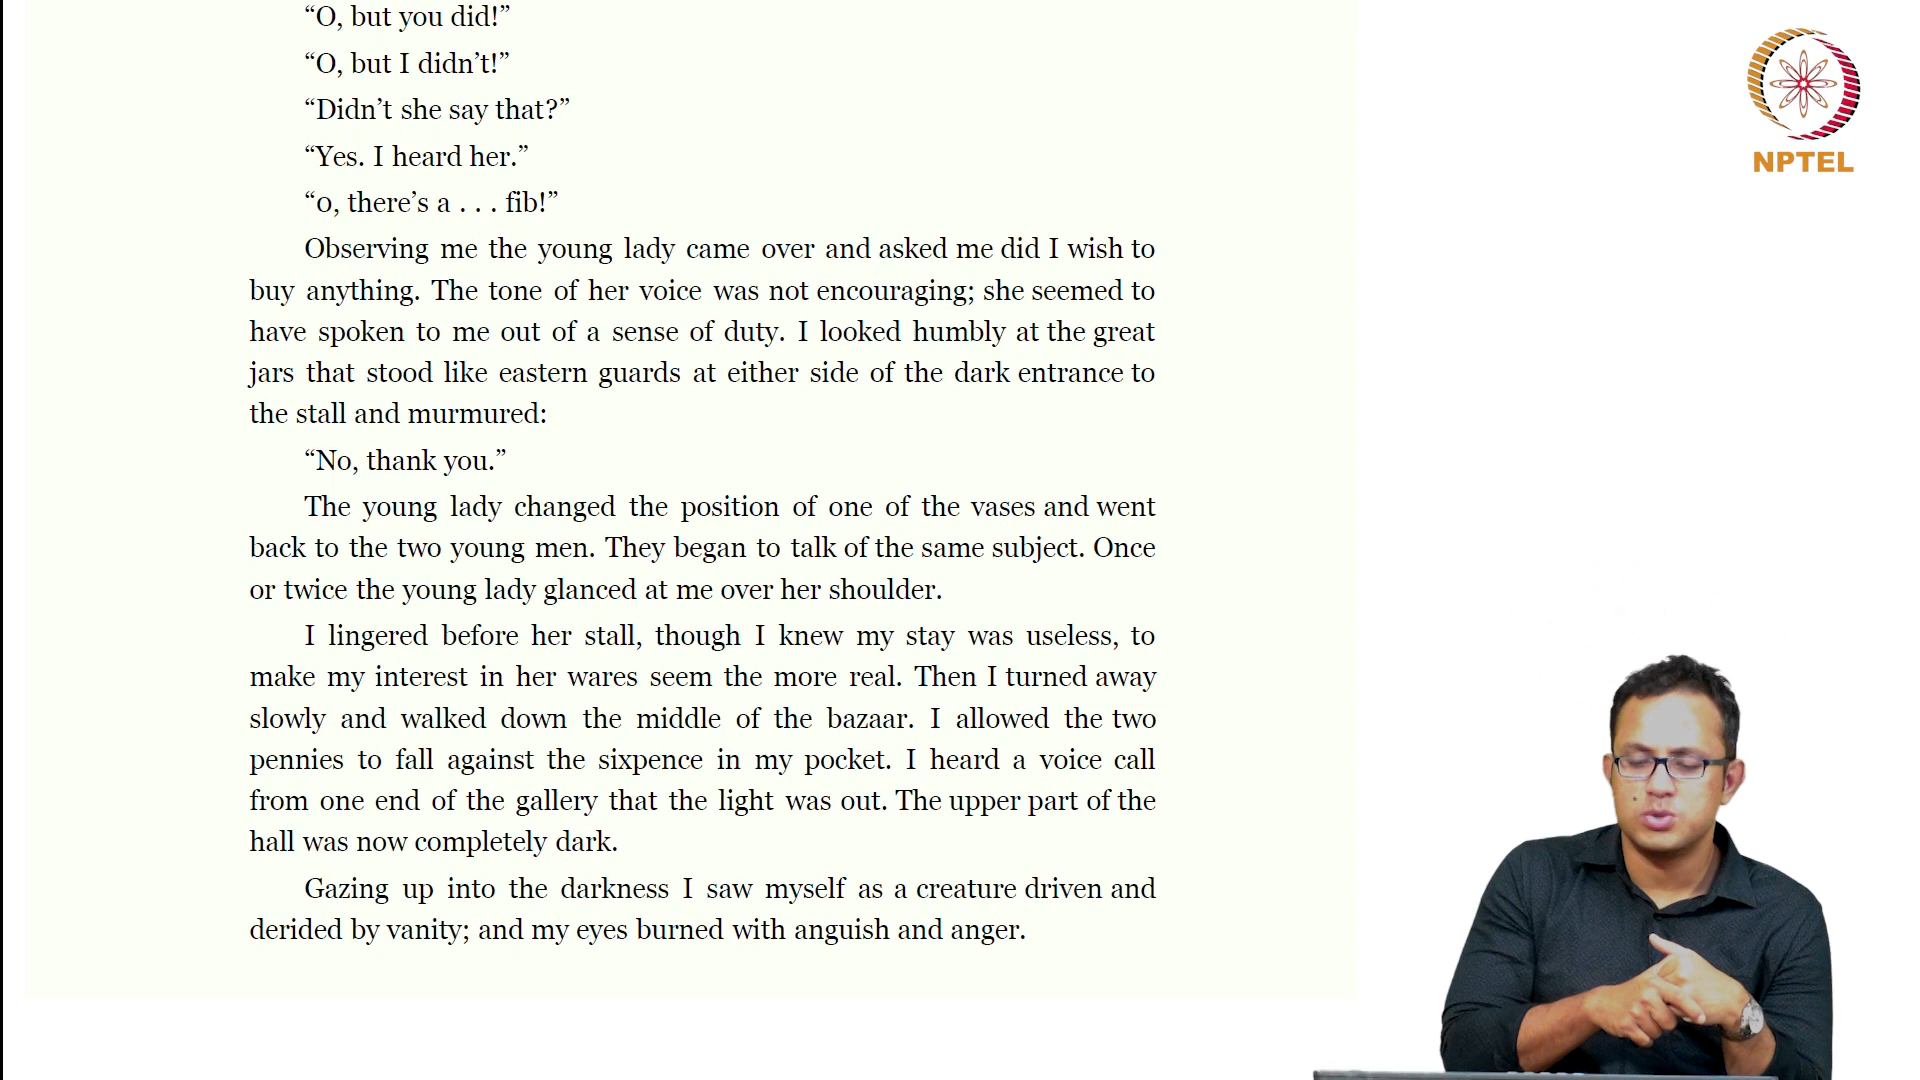 “O, but you did!”
“O, but I didn’t!”
“Didn’t she say that?”
“Yes. I heard her.”
“o, there’s a . . . fib!”
Observing me the young lady came over and asked me did I wish to
buy anything. The tone of her voice was not encouraging; she seemed to
have spoken to me out of a sense of duty. I looked humbly at the great
jars that stood like eastern guards at either side of the dark entrance to
the stall and murmured:
“No, thank you.”
The young lady changed the position of one of the vases and went
back to the two young men. They began to talk of the same subject. Once
or twice the young lady glanced at me over her shoulder.
I lingered before her stall, though I knew my stay was useless, to
make my interest in her wares seem the more real. Then I turned away
slowly and walked down the middle of the bazaar. I allowed the two
pennies to fall against the sixpence in my pocket. I heard a voice call
from one end of the gallery that the light was out. The upper part of the
hall was now completely dark.
Gazing up into the darkness I saw myself as a creature driven and
derided by vanity; and my eyes burned with anguish and anger.
NPTEL